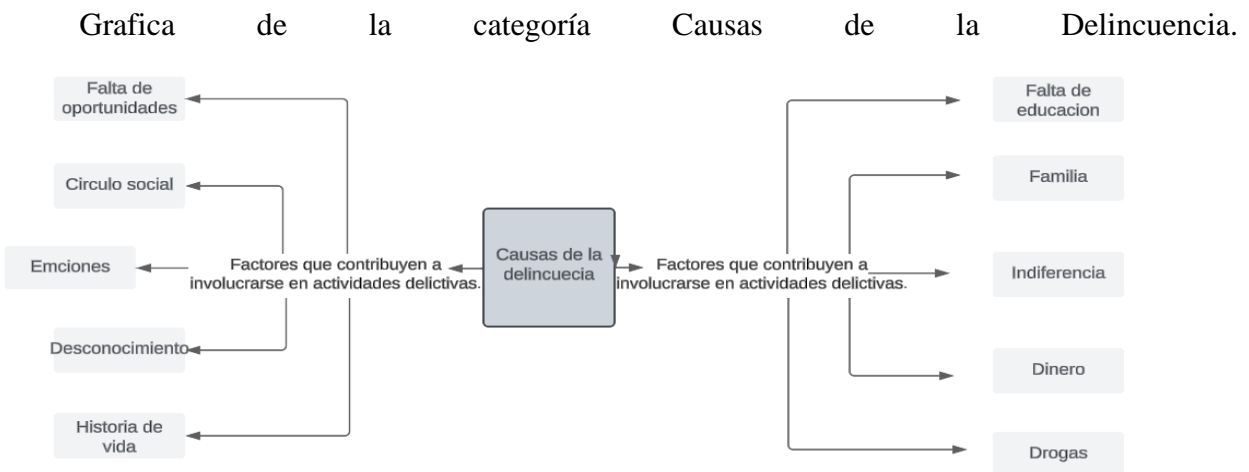 Grafica de la categoría Causas de la Delincuencia.
Falta de
oportunidades
Circulo social
Emciones
Desconocimiento
Historia de
vida
Factores que contribuyen a
involucrarse en actividades delictivas.
Causas de la
delincuecia
Factores que contribuyen a
involucrarse en actividades delictivas.
Falta de
educacion
Familia
Indiferencia
Dinero
Drogas